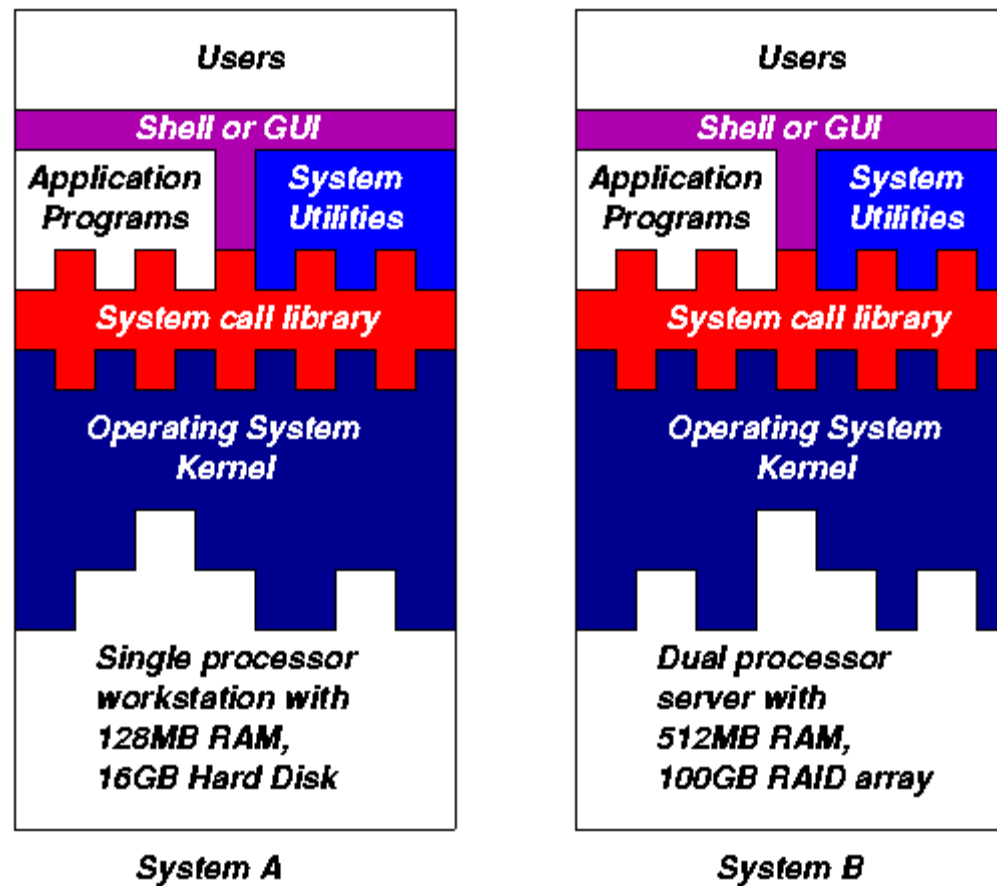 Users
Shell or GUI
Application
Programs
System
Utilities
System call library
Operating System
Kernel
Single processor
workstation with
128MB RAM,
16GB Hard Disk
System A
Users
Shell or GUI
Application
Programs
System
Utilities
System call library
Operating System
Kernel
Dual processor
server with
512MB RAM,
100GB RAID array
System B